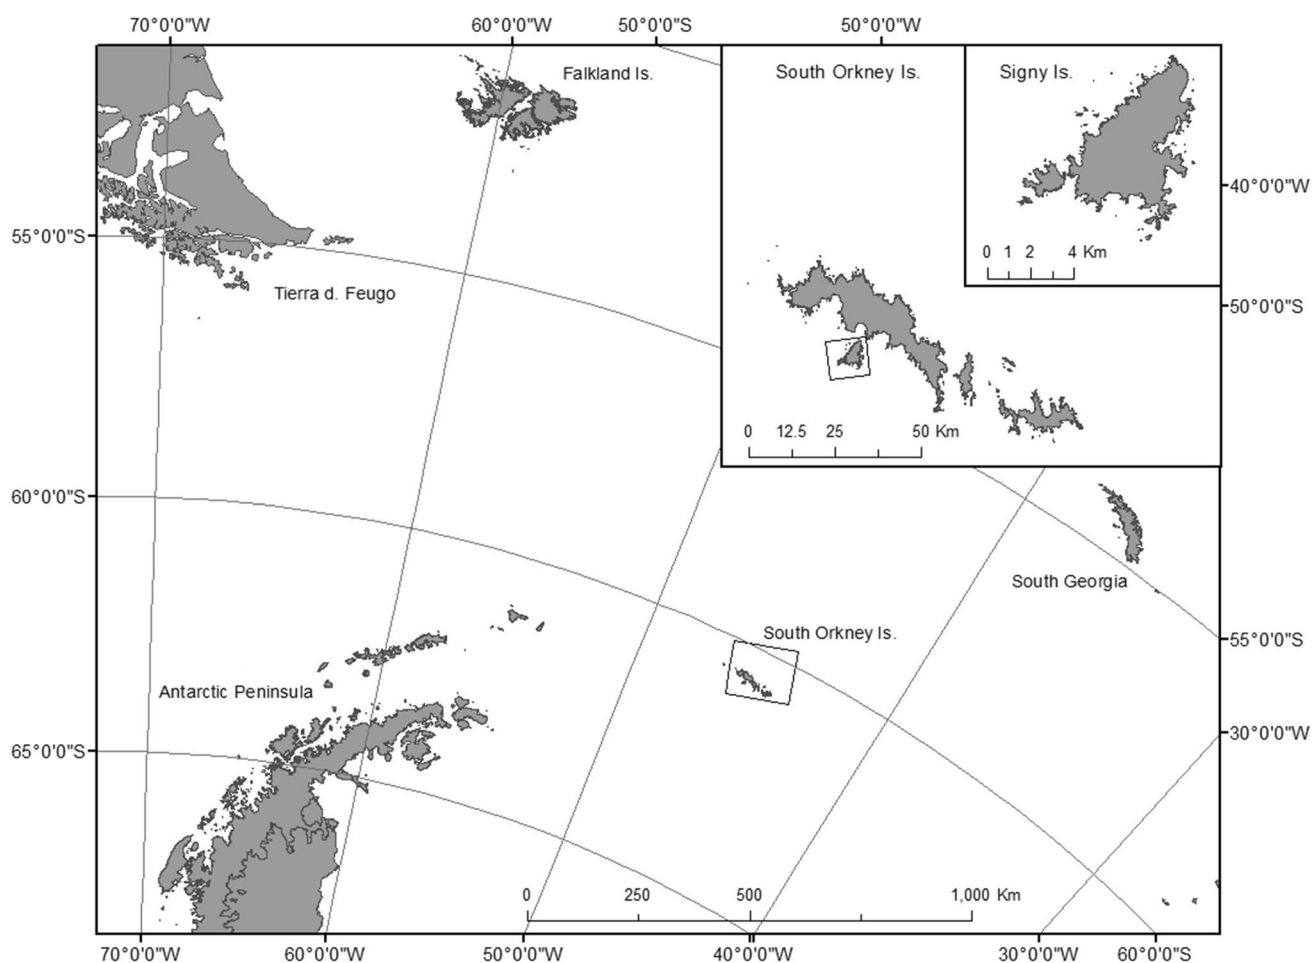 70°0'0"W 60°0'0"W 50°0'0"S 50°0'0"W
Falkland Is.
South Orkney Is.
Signy Is.
40°0'0"W
55°0'0"S
0 1 2 4 Km
Tierra d. Feugo
50°0'0"S
0 12.5 25 50 Km
60°0'0"S
South Georgia
South Orkney Is.
55°0'0"S
Antarctic Peninsula
30°0'0"W
65°0'0"S
0 250 500 1,000 Km
70°0'0"W 60°0'0"W 50°0'0"W 40°0'0"W 30°0'0"W 60°0'0"S